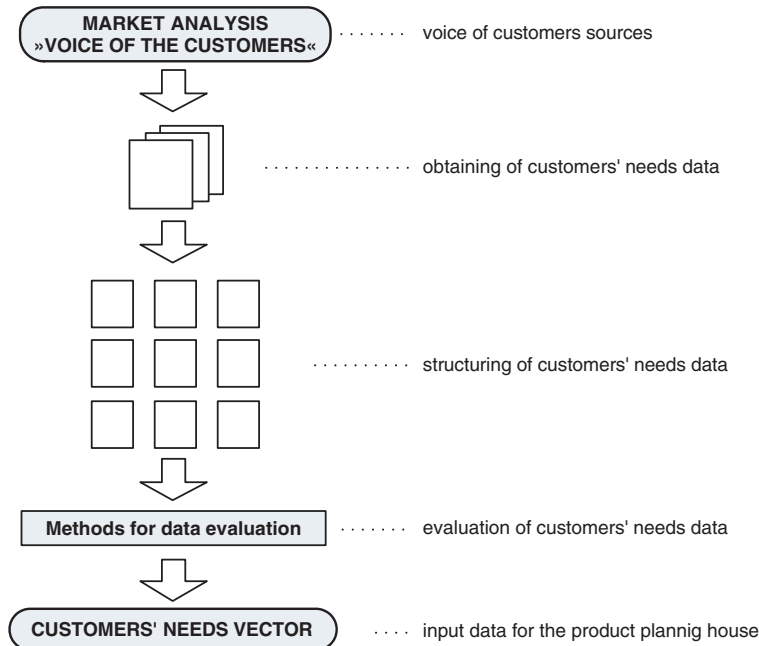 MARKET ANALYSIS
»VOICE OF THE CUSTOMERS«
voice of customers sources
obtaining of customers' needs data
structuring of customers' needs data
Methods for data evaluation
evaluation of customers' needs data
CUSTOMERS' NEEDS VECTOR
input data for the product plannig house